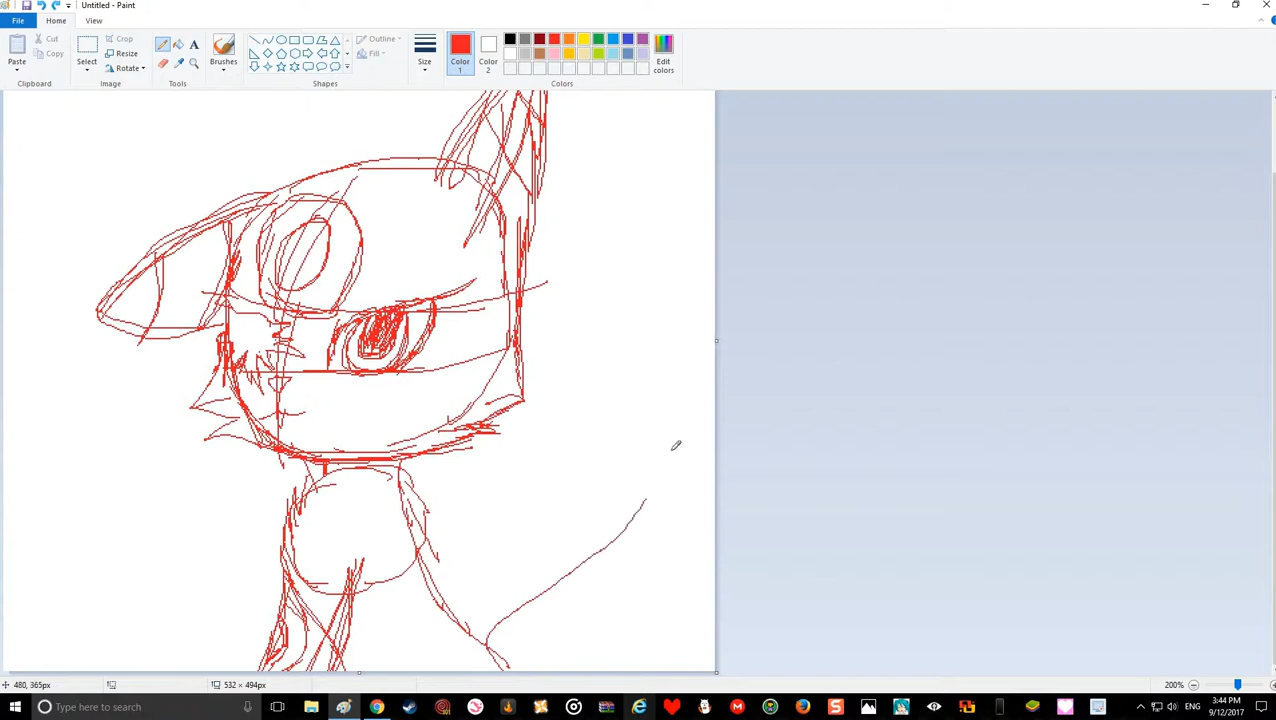 Untitled - Paint
File Home View
Paste Cut Copy
Clipboard
Select Crop Resize Rotate
Image
A
Tools
Brushes
Outline Fill
Shapes
Size
Color 1 Color 2
Edit colors
Colors
480, 365px 532 × 494px 200%
Type here to search
ENG 3:44 PM
9/12/2017